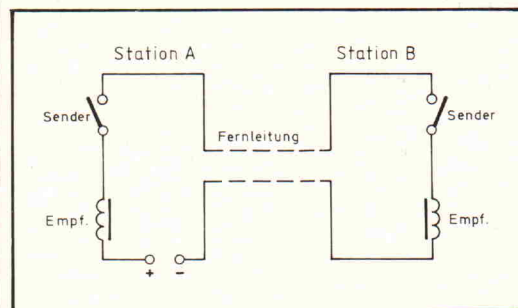 Station A
Station B
Sender
Sender
Fernleitung
Empf.
Empf.
+ −